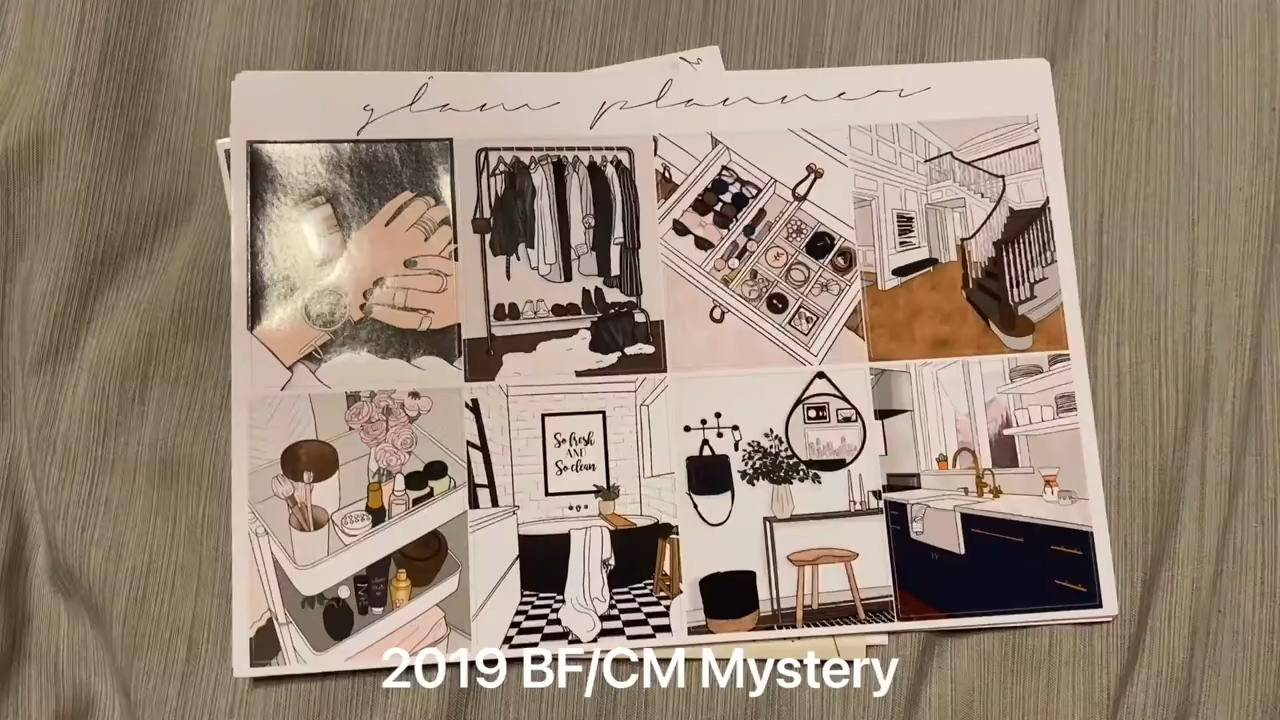 glam planner
So fresh
AND
So clean
2019 BF/CM Mystery